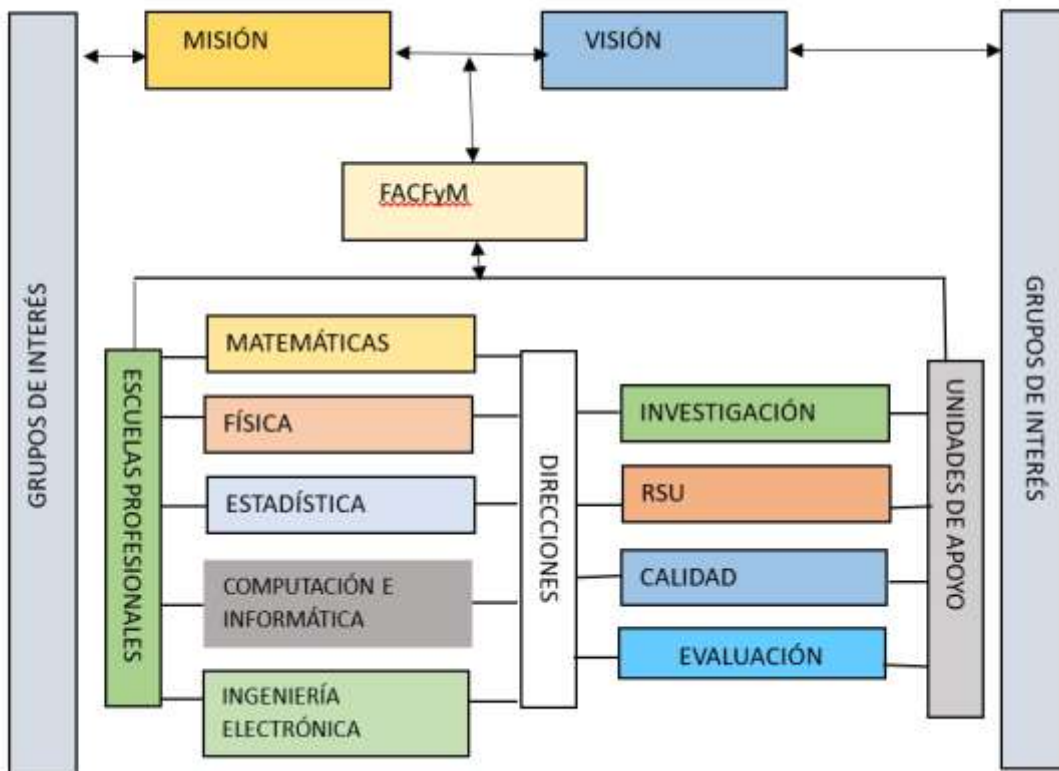 GRUPOS DE INTERÉS
MISIÓN
VISIÓN
GRUPOS DE INTERÉS
FACFyM
ESCUELAS PROFESIONALES
MATEMÁTICAS
FÍSICA
ESTADÍSTICA
COMPUTACIÓN E
INFORMÁTICA
INGENIERÍA
ELECTRÓNICA
DIRECCIONES
INVESTIGACIÓN
RSU
CALIDAD
EVALUACIÓN
UNIDADES DE APOYO